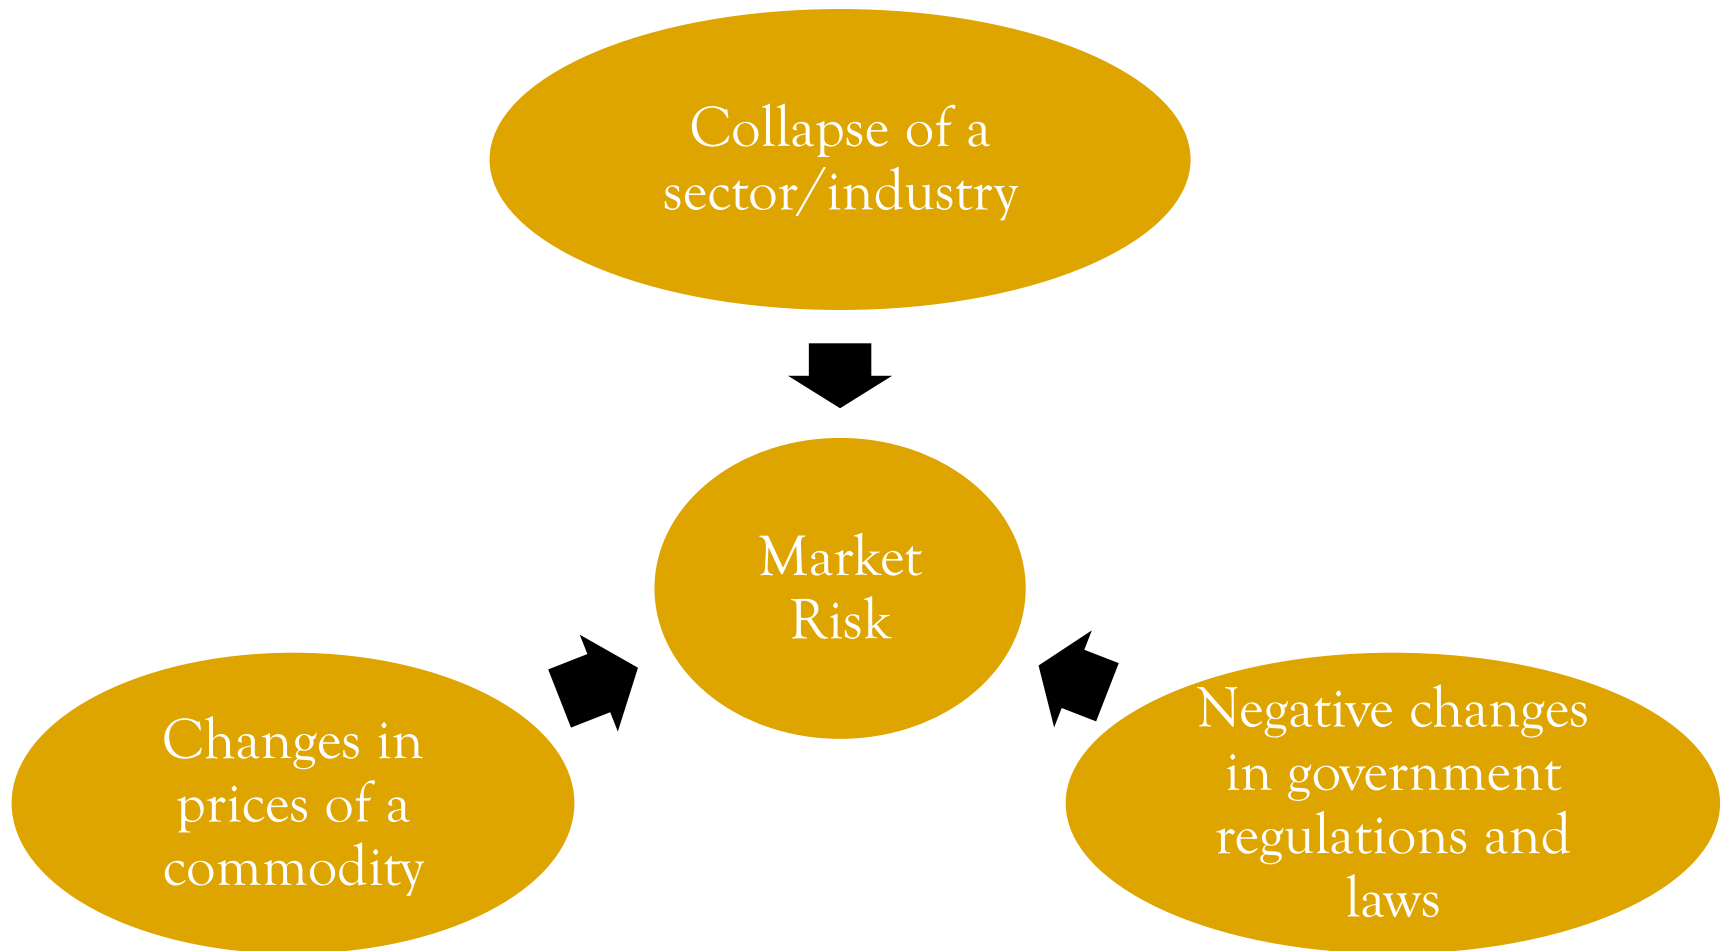 Collapse of a
sector/industry
Market
Risk
Changes in
prices of a
commodity
Negative changes
in government
regulations and
laws